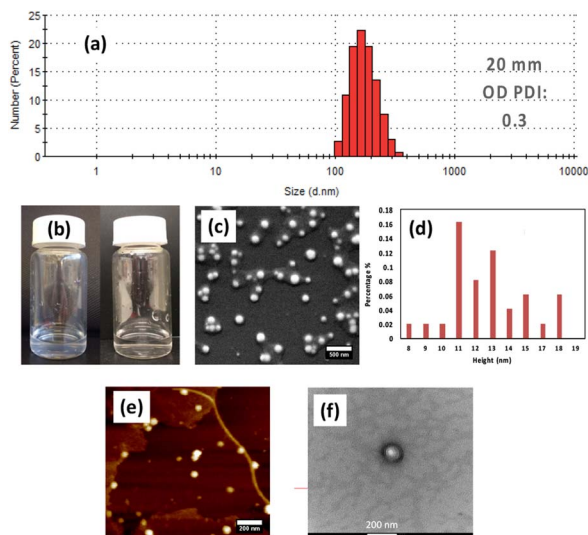 (a)
25
20
15
10
5
0
Number (Percent)
20 mm
OD PDI:
0.3
1 10 100 1000 10000
Size (d.nm)
(b)
(c)
500 nm
(d)
Percentage %
0.18
0.16
0.14
0.12
0.1
0.08
0.06
0.04
0.02
0
8 9 10 11 12 13 14 15 16 17 18 19
Height (nm)
(e)
200 nm
(f)
200 nm